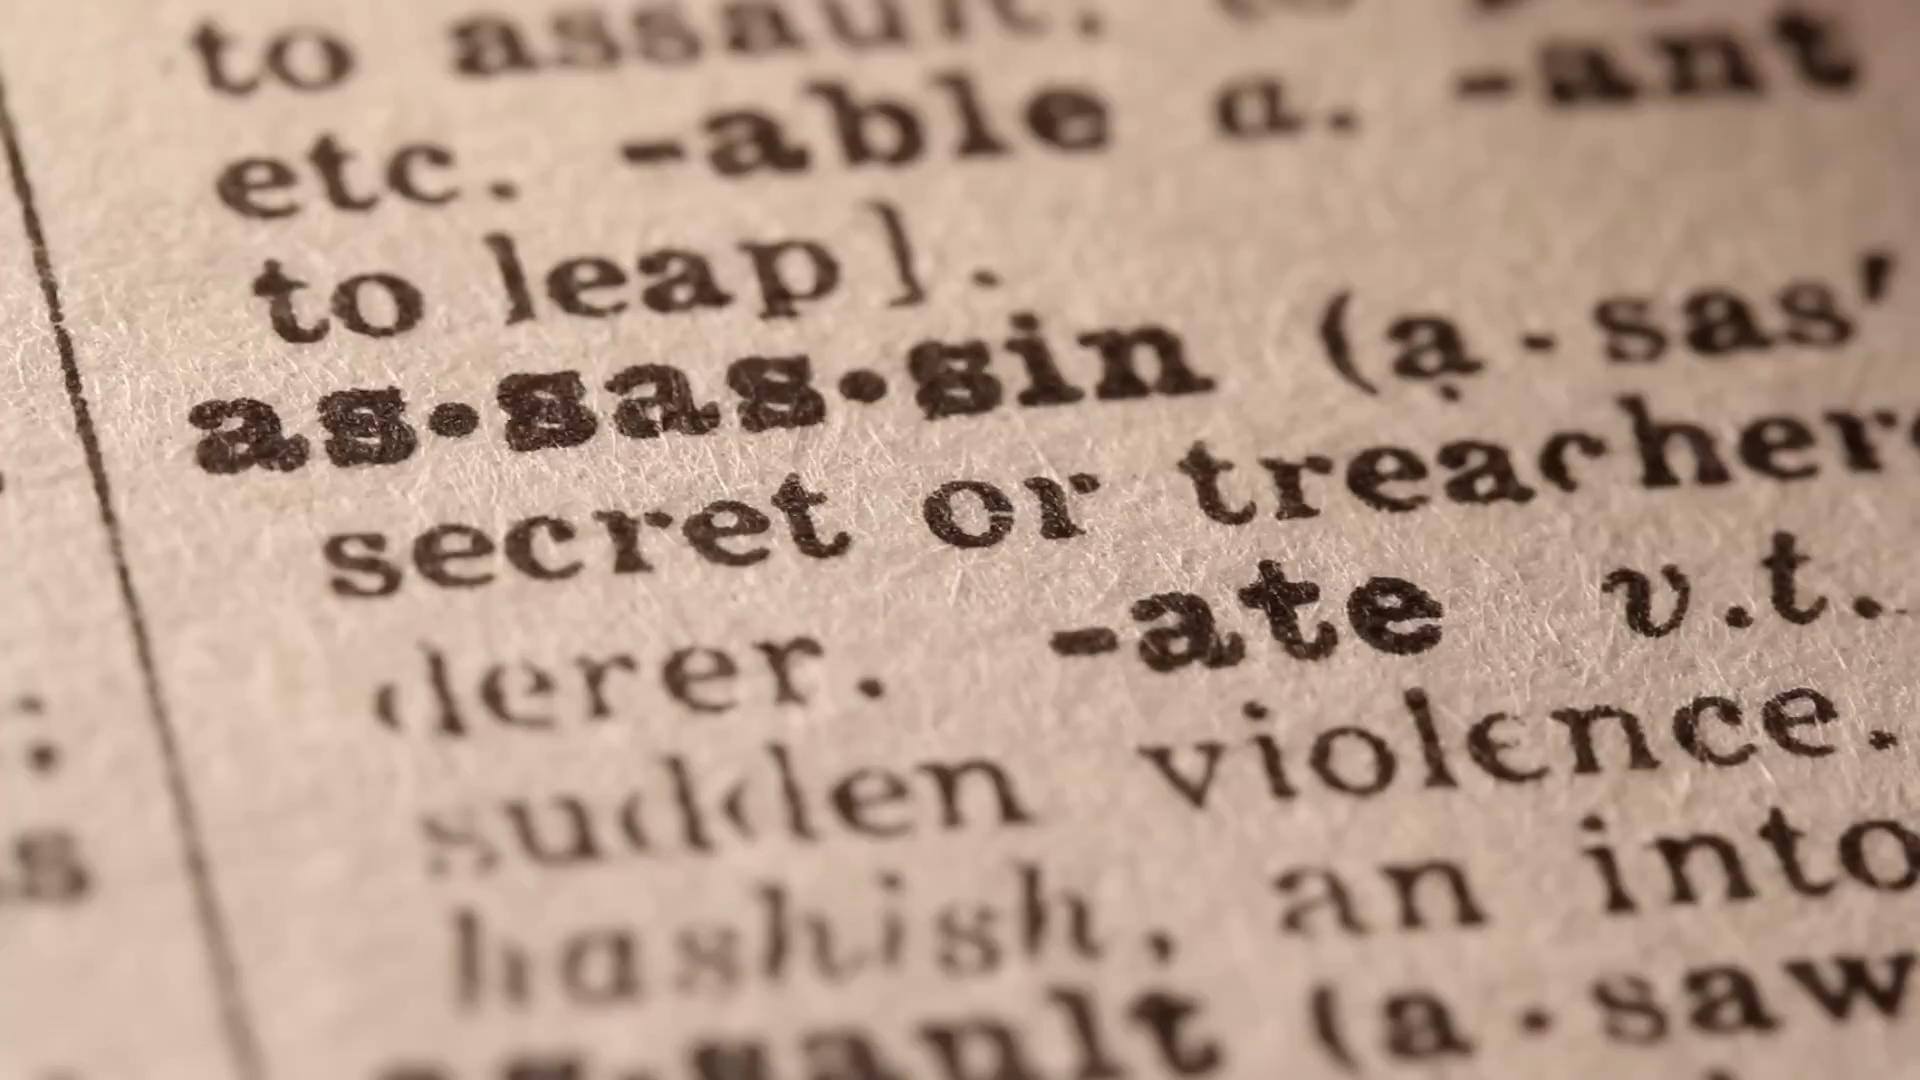 to assault.
etc. -able a. -ant
to leap].
as·sas·sin (ạ·sas'
secret or treacher
derer. -ate v.t.
sudden violence.
hashish, an into
as·sault (a·saw